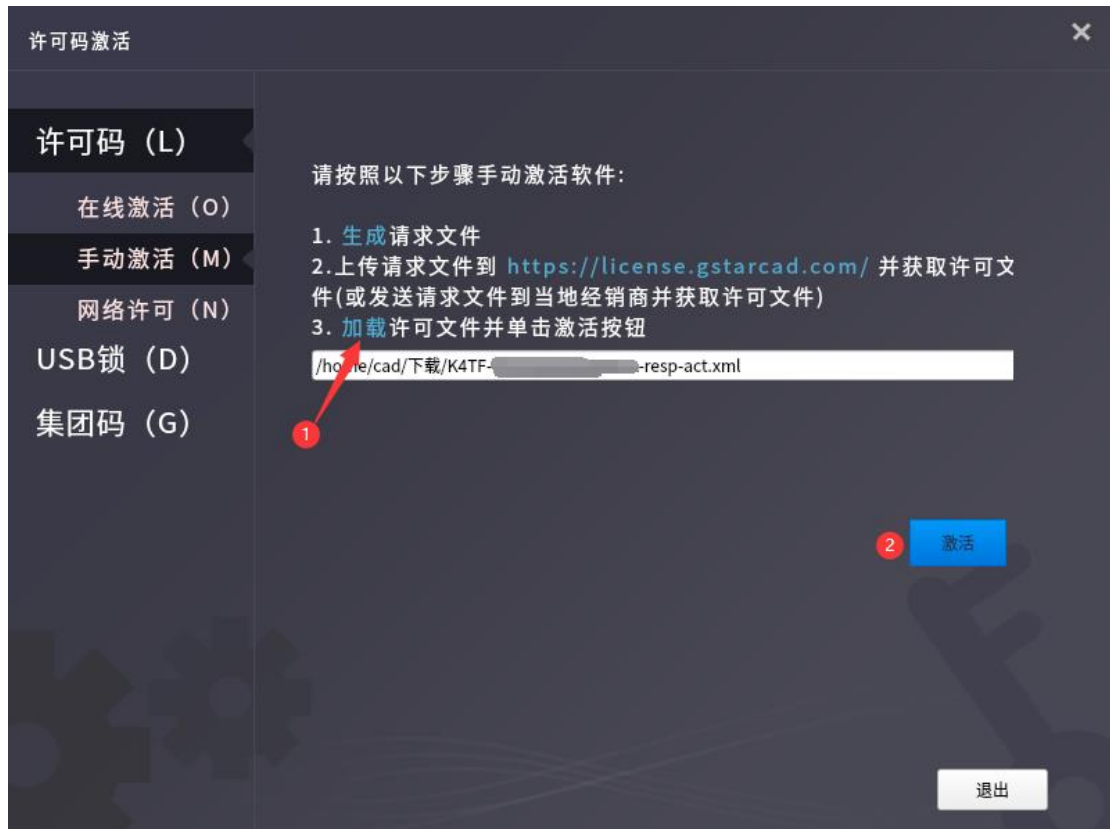 许可码激活
许可码（L）
在线激活（O）
手动激活（M）
网络许可（N）
USB锁（D）
集团码（G）
请按照以下步骤手动激活软件:
1. 生成请求文件
2.上传请求文件到 https://license.gstarcad.com/ 并获取许可文
件(或发送请求文件到当地经销商并获取许可文件)
3. 加载许可文件并单击激活按钮
/home/cad/下载/K4TF- -resp-act.xml
1
2 激活
退出